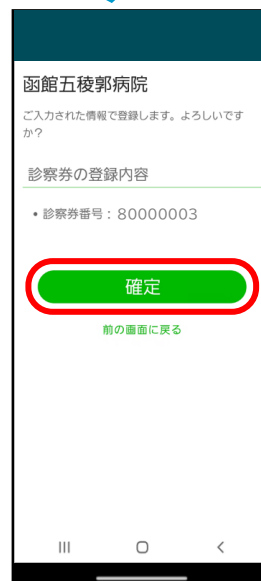 函館五稜郭病院
ご入力された情報で登録します。よろしいです
か？
診察券の登録内容
• 診察券番号：80000003
確定
前の画面に戻る